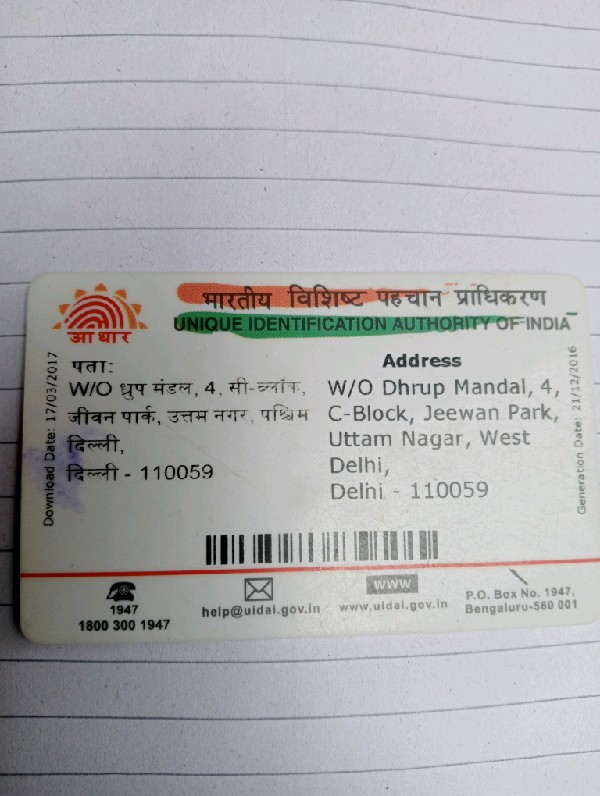 भारतीय विशिष्ट पहचान प्राधिकरण
UNIQUE IDENTIFICATION AUTHORITY OF INDIA
आधार
Download Date: 17/03/2017
पता:
W/O ध्रुप मंडल, 4, सी-ब्लॉक,
जीवन पार्क, उत्तम नगर, पश्चिम
दिल्ली,
दिल्ली - 110059
Address
W/O Dhrup Mandal, 4,
C-Block, Jeewan Park,
Uttam Nagar, West
Delhi,
Delhi - 110059
Generation Date: 21/12/2016
1947
1800 300 1947
help@uidai.gov.in
www
www.uidai.gov.in
P.O. Box No. 1947,
Bengaluru-560 001